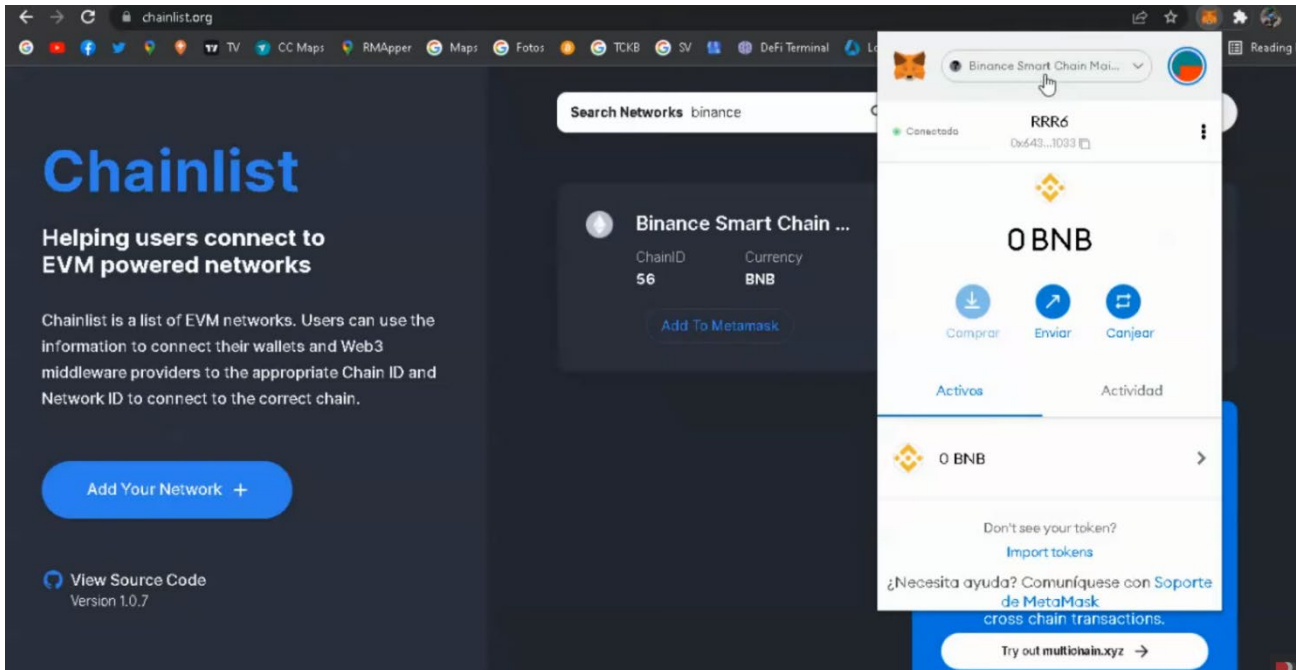 chainlist.org
TV
CC Maps
RMApper
Maps
Fotos
TCKB
SV
DeFi Terminal
Reading
Chainlist
Helping users connect to
EVM powered networks
Chainlist is a list of EVM networks. Users can use the
information to connect their wallets and Web3
middleware providers to the appropriate Chain ID and
Network ID to connect to the correct chain.
Add Your Network +
View Source Code
Version 1.0.7
Search Networks binance
Binance Smart Chain ...
ChainID Currency
56 BNB
Add To Metamask
Binance Smart Chain Mai...
Conectado
RRR6
0x643...1033
0 BNB
Comprar Enviar Canjear
Activos Actividad
0 BNB
Don't see your token?
Import tokens
¿Necesita ayuda? Comuníquese con Soporte
de MetaMask
cross chain transactions.
Try out multichain.xyz →